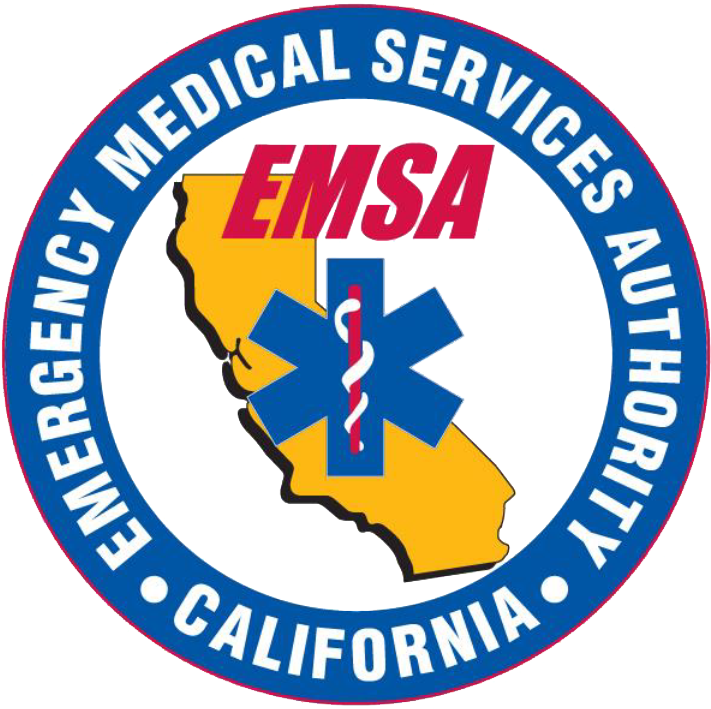 EMERGENCY MEDICAL SERVICES AUTHORITY
EMSA
• CALIFORNIA •